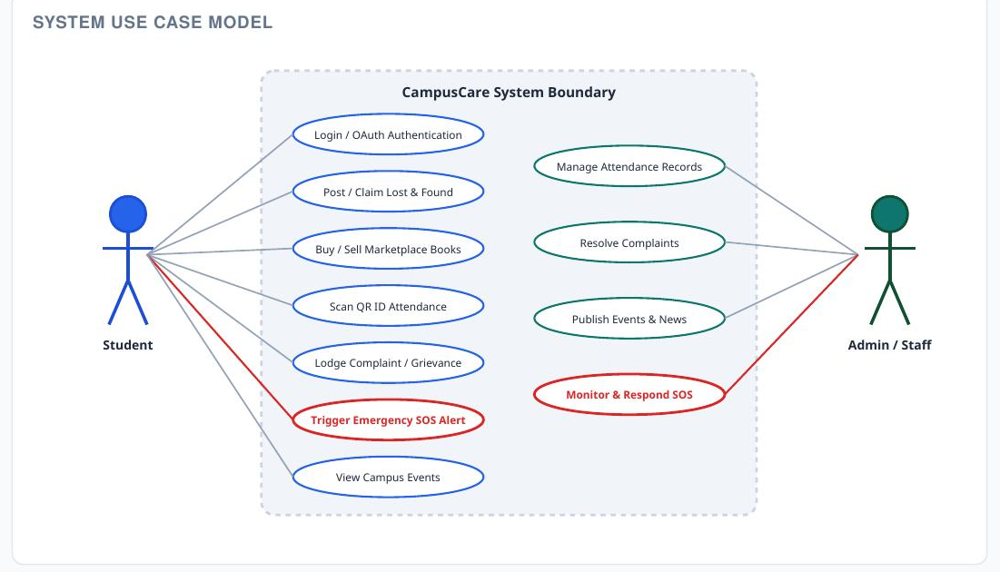 SYSTEM USE CASE MODEL
CampusCare System Boundary
Login / OAuth Authentication
Post / Claim Lost & Found
Buy / Sell Marketplace Books
Scan QR ID Attendance
Lodge Complaint / Grievance
Trigger Emergency SOS Alert
View Campus Events
Manage Attendance Records
Resolve Complaints
Publish Events & News
Monitor & Respond SOS
Student
Admin / Staff